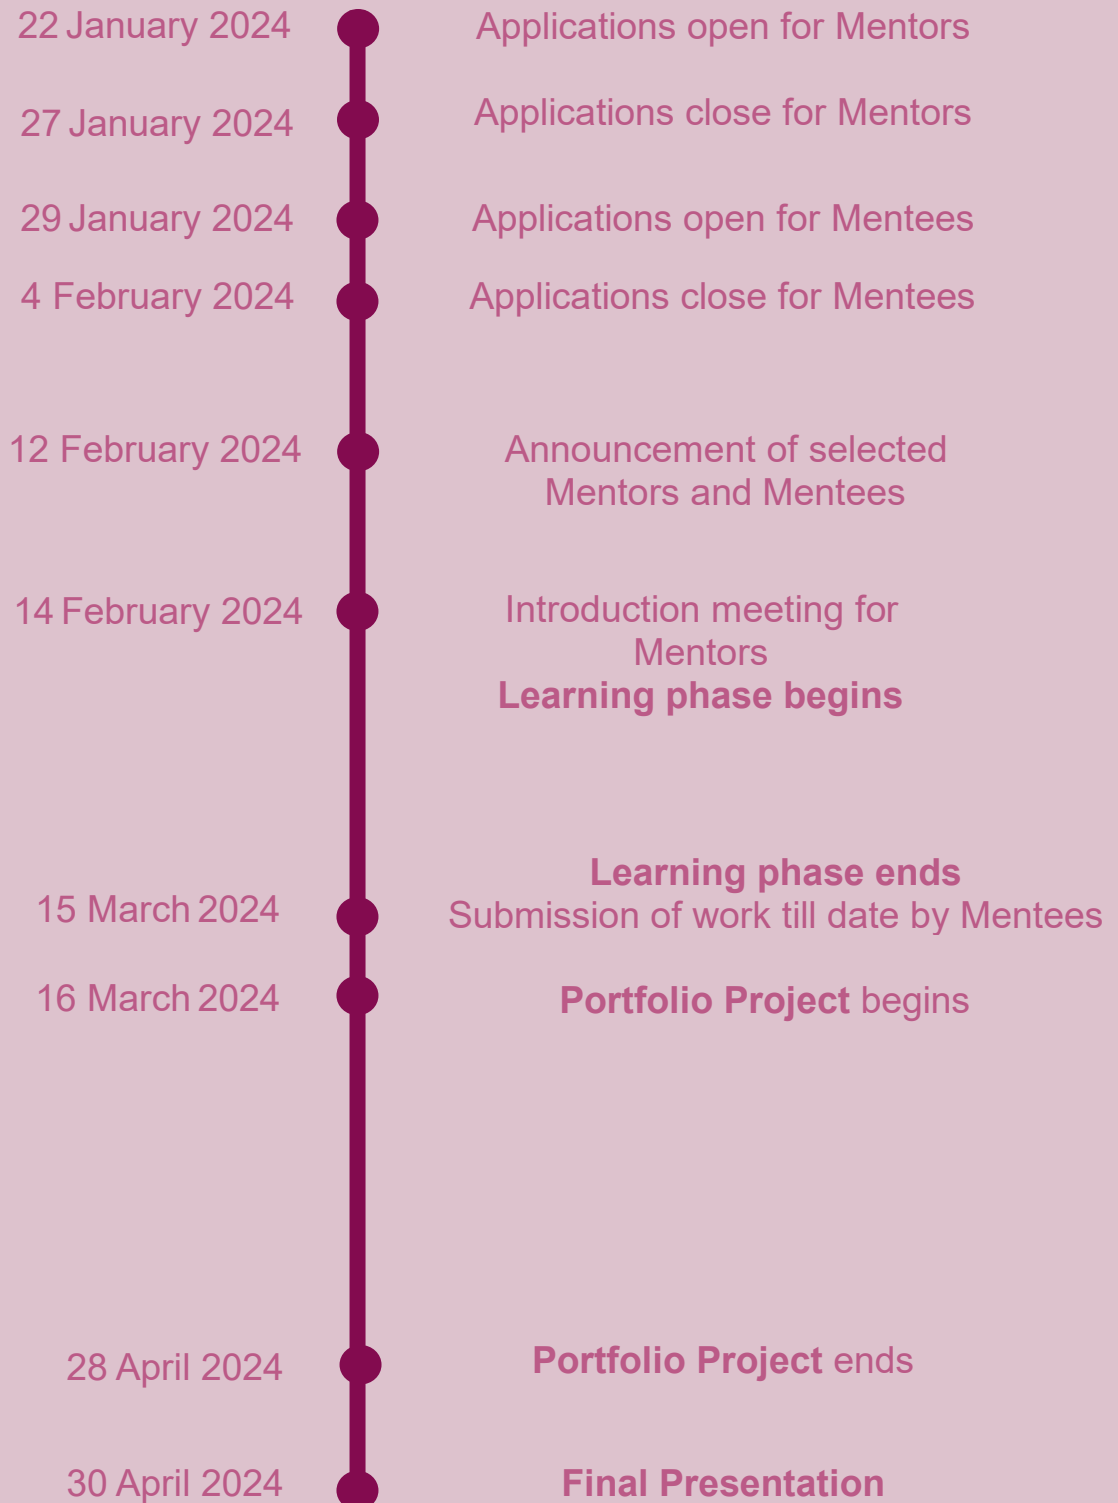 22 January 2024 Applications open for Mentors
27 January 2024 Applications close for Mentors
29 January 2024 Applications open for Mentees
4 February 2024 Applications close for Mentees
12 February 2024 Announcement of selected
Mentors and Mentees
14 February 2024 Introduction meeting for
Mentors
Learning phase begins
Learning phase ends
15 March 2024 Submission of work till date by Mentees
16 March 2024 Portfolio Project begins
28 April 2024 Portfolio Project ends
30 April 2024 Final Presentation